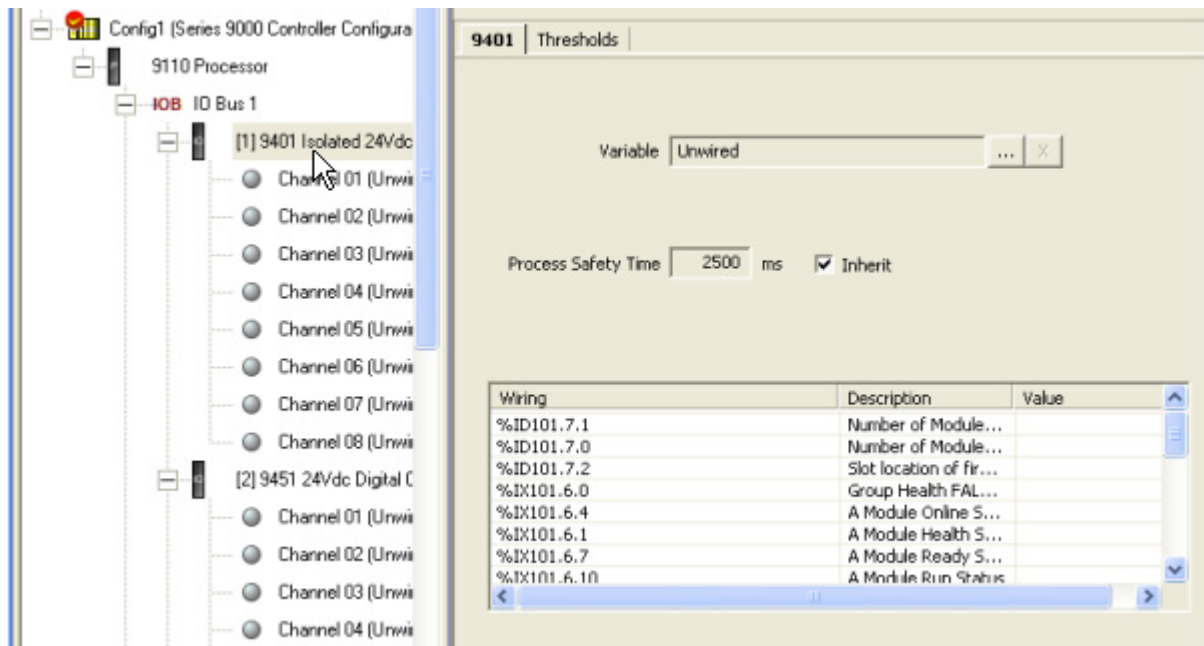 Config1 (Series 9000 Controller Configura
9110 Processor
IOB IO Bus 1
[1] 9401 Isolated 24Vdc
Channel 01 (Unwi
Channel 02 (Unwi
Channel 03 (Unwi
Channel 04 (Unwi
Channel 05 (Unwi
Channel 06 (Unwi
Channel 07 (Unwi
Channel 08 (Unwi
[2] 9451 24Vdc Digital
Channel 01 (Unwi
Channel 02 (Unwi
Channel 03 (Unwi
Channel 04 (Unwi
9401 Thresholds
Variable Unwired ... X
Process Safety Time 2500 ms Inherit
Wiring Description Value
%ID101.7.1 Number of Module...
%ID101.7.0 Number of Module...
%ID101.7.2 Slot location of fir...
%IX101.6.0 Group Health FAL...
%IX101.6.4 A Module Online S...
%IX101.6.1 A Module Health S...
%IX101.6.7 A Module Ready S...
%IX101.6.10 A Module Run Status